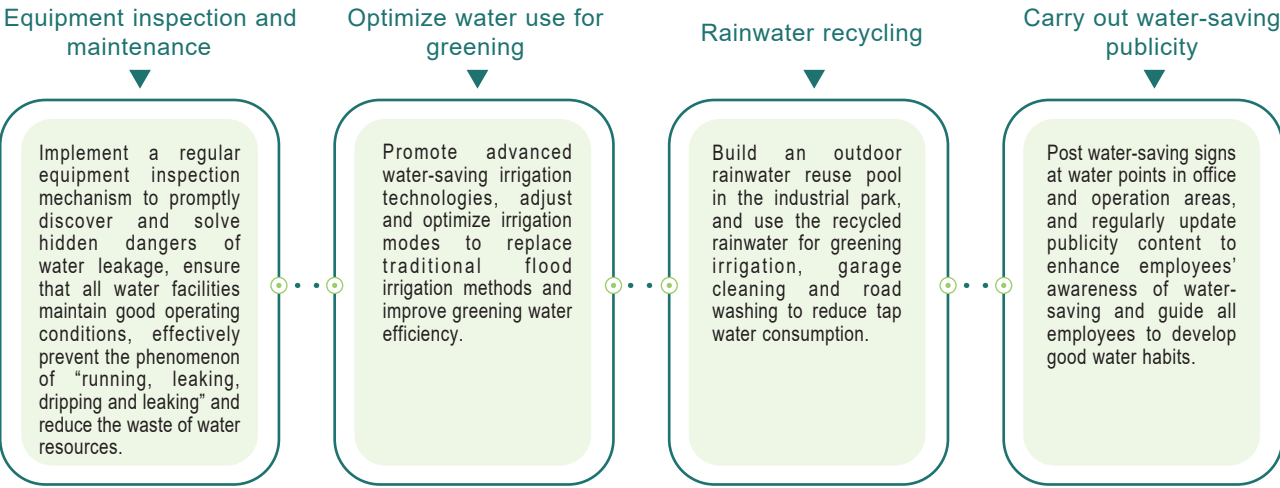 Equipment inspection and
maintenance
Implement a regular
equipment inspection
mechanism to promptly
discover and solve
hidden dangers of
water leakage, ensure
that all water facilities
maintain good operating
conditions, effectively
prevent the phenomenon
of “running, leaking,
dripping and leaking” and
reduce the waste of water
resources.
Optimize water use for
greening
Promote advanced
water-saving irrigation
technologies, adjust
and optimize irrigation
modes to replace
traditional flood
irrigation methods and
improve greening water
efficiency.
Rainwater recycling
Build an outdoor
rainwater reuse pool
in the industrial park,
and use the recycled
rainwater for greening
irrigation, garage
cleaning and road
washing to reduce tap
water consumption.
Carry out water-saving
publicity
Post water-saving signs
at water points in office
and operation areas,
and regularly update
publicity content to
enhance employees’
awareness of water-
saving and guide all
employees to develop
good water habits.